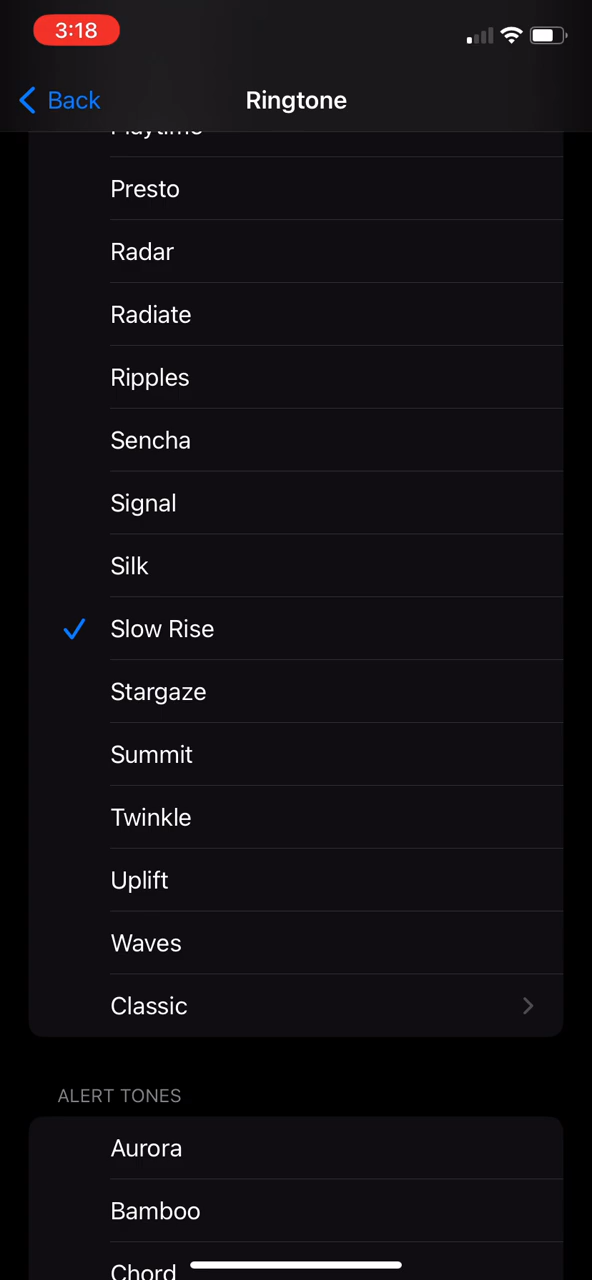 3:18
Back
Ringtone
Playtime
Presto
Radar
Radiate
Ripples
Sencha
Signal
Silk
Slow Rise
Stargaze
Summit
Twinkle
Uplift
Waves
Classic
ALERT TONES
Aurora
Bamboo
Chord